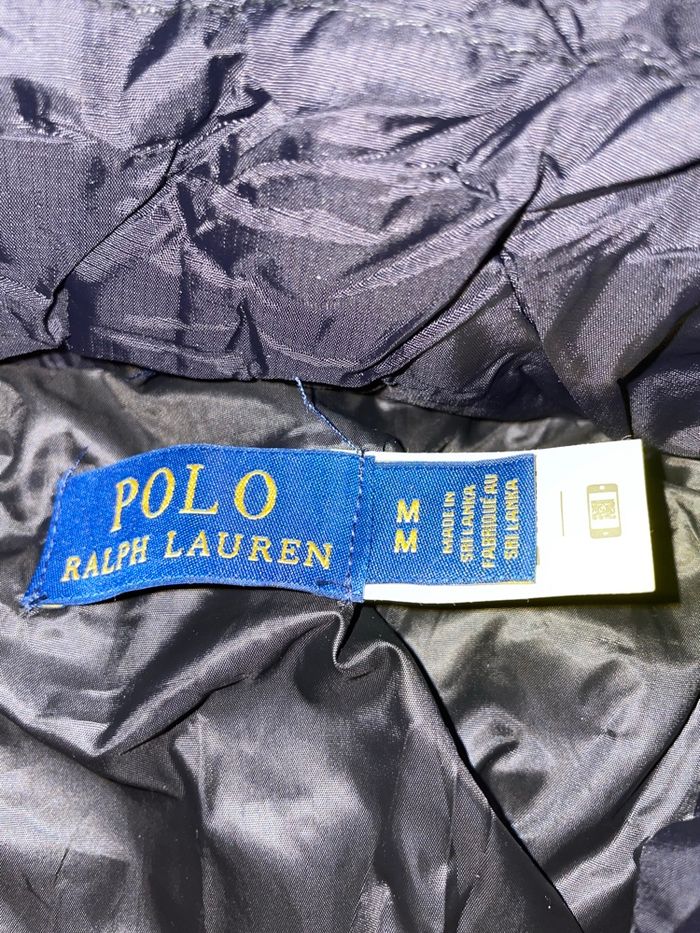 POLO
RALPH LAUREN
M
M
MADE IN
SRI LANKA
FABRIQUÉ AU
SRI LANKA